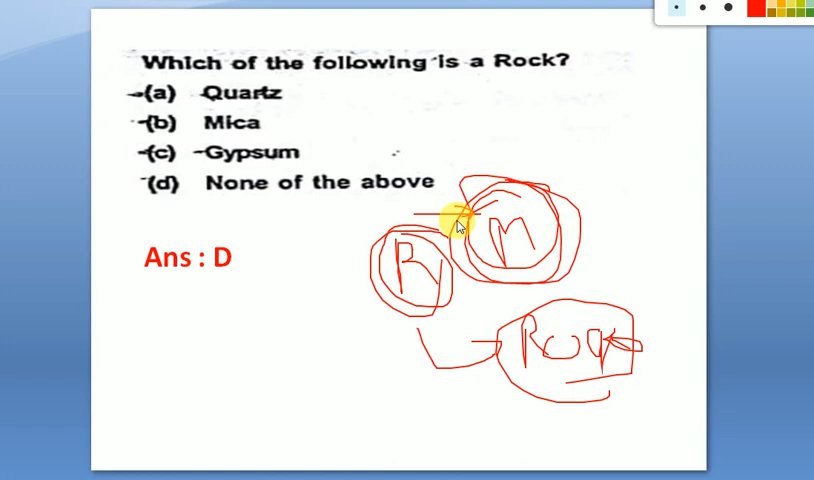 Which of the following is a Rock?
(a) Quartz
(b) Mica
(c) Gypsum
(d) None of the above
Ans : D
R
m
Rock